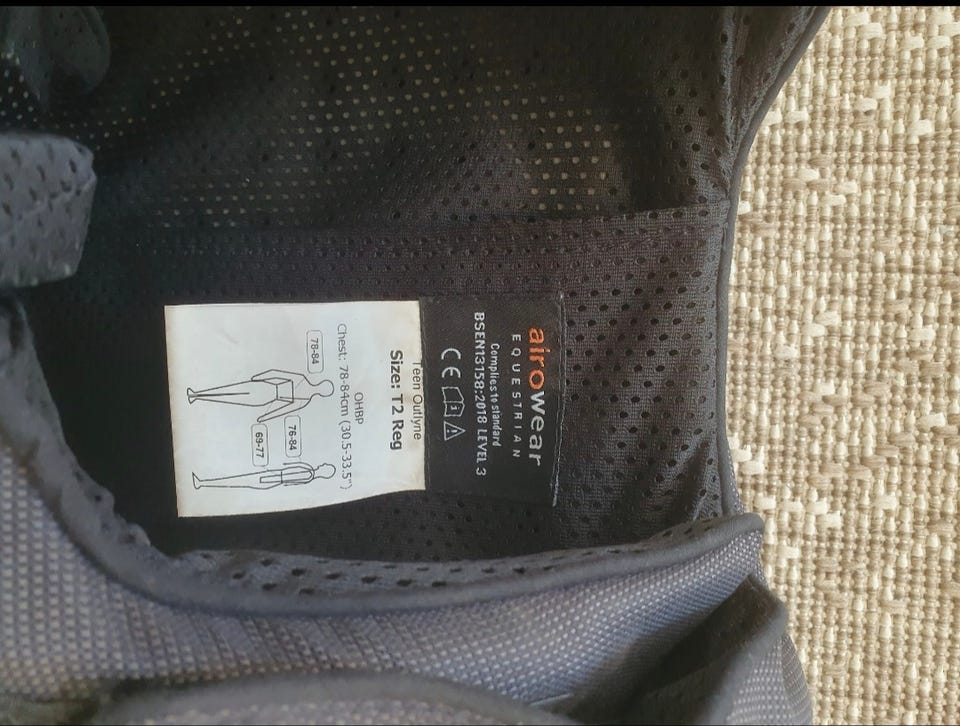 airowear
EQUESTRIAN
Complies to standard
BSEN13158:2018 LEVEL 3
CE
Teen Outlyne
Size: T2 Reg
OHBP
Chest: 78-84cm (30.5-33.5")
78-84
76-84
69-77